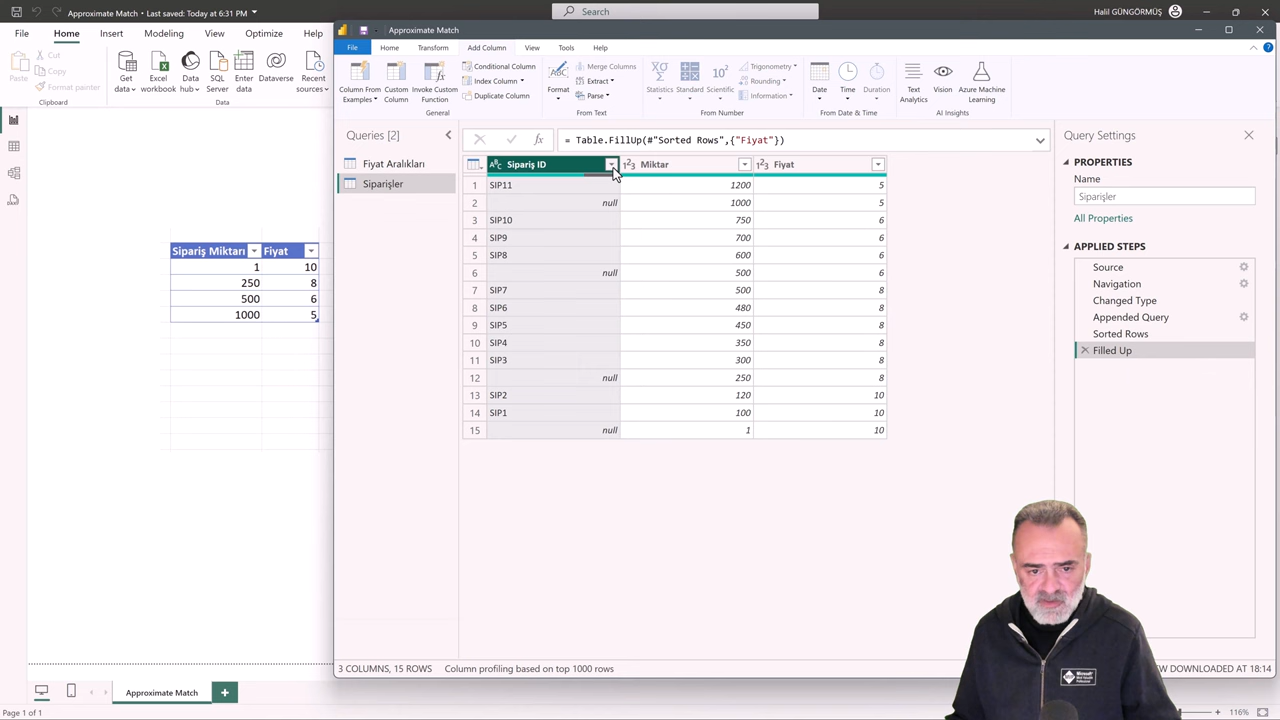 Approximate Match • Last saved: Today at 6:31 PM
Search
Halil GÜNGÖRMÜŞ
File Home Insert Modeling View Optimize Help
Paste
Cut
Copy
Format painter
Clipboard
Get data
Excel workbook
Data hub
SQL Server
Enter data
Dataverse
Recent sources
Data
Sipariş Miktarı Fiyat
1 10
250 8
500 6
1000 5
Approximate Match
Page 1 of 1
116%
Approximate Match
File Home Transform Add Column View Tools Help
Column From Examples
Custom Column
Invoke Custom Function
Conditional Column
Index Column
Duplicate Column
General
Format
Merge Columns
Extract
Parse
From Text
Statistics
Standard
Scientific
Trigonometry
Rounding
Information
From Number
Date
Time
Duration
From Date & Time
Text Analytics
Vision
Azure Machine Learning
AI Insights
Queries [2]
Fiyat Aralıkları
Siparişler
= Table.FillUp(#"Sorted Rows",{"Fiyat"})
Sipariş ID Miktar Fiyat
1 SIP11 1200 5
2 null 1000 5
3 SIP10 750 6
4 SIP9 700 6
5 SIP8 600 6
6 null 500 6
7 SIP7 500 8
8 SIP6 480 8
9 SIP5 450 8
10 SIP4 350 8
11 SIP3 300 8
12 null 250 8
13 SIP2 120 10
14 SIP1 100 10
15 null 1 10
Query Settings
PROPERTIES
Name
Siparişler
All Properties
APPLIED STEPS
Source
Navigation
Changed Type
Appended Query
Sorted Rows
Filled Up
3 COLUMNS, 15 ROWS Column profiling based on top 1000 rows
DOWNLOADED AT 18:14
Microsoft